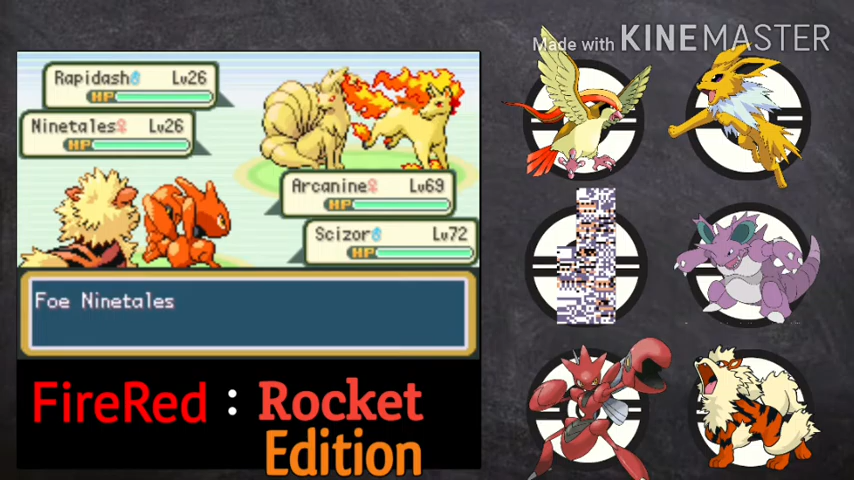 Made with KINEMASTER
Rapidash♂ Lv26
HP
Ninetales♀ Lv26
HP
Arcanine♀ Lv69
HP
Scizor♂ Lv72
HP
Foe Ninetales
FireRed : Rocket
Edition